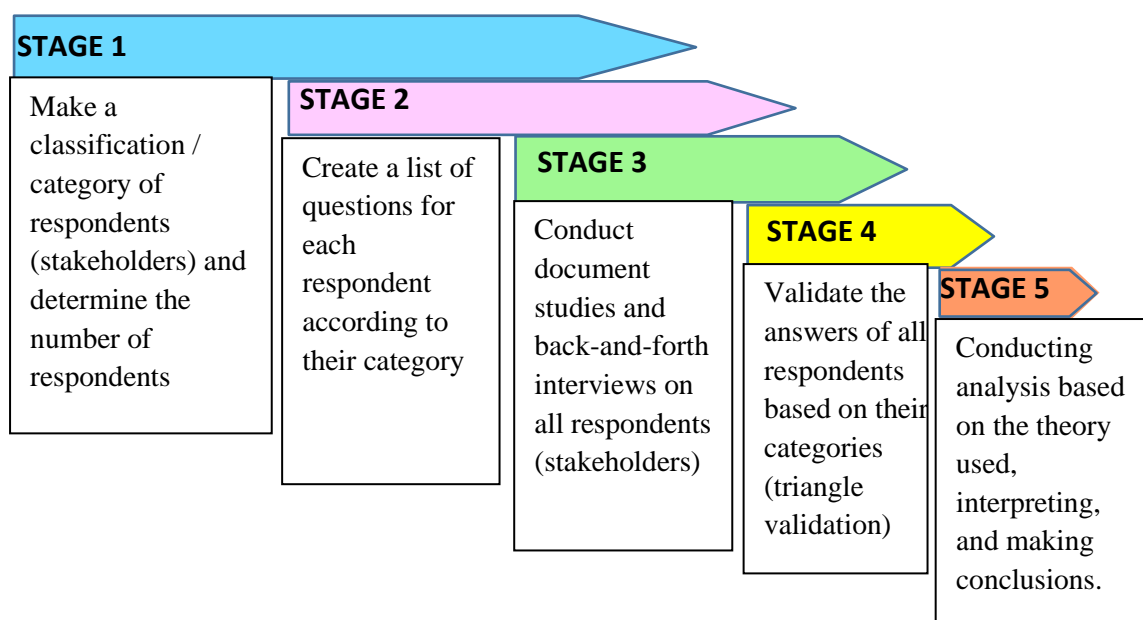 STAGE 1
Make a
classification /
category of
respondents
(stakeholders) and
determine the
number of
respondents
STAGE 2
Create a list of
questions for
each
respondent
according to
their category
STAGE 3
Conduct
document
studies and
back-and-forth
interviews on
all respondents
(stakeholders)
STAGE 4
Validate the
answers of all
respondents
based on their
categories
(triangle
validation)
STAGE 5
Conducting
analysis based
on the theory
used,
interpreting,
and making
conclusions.